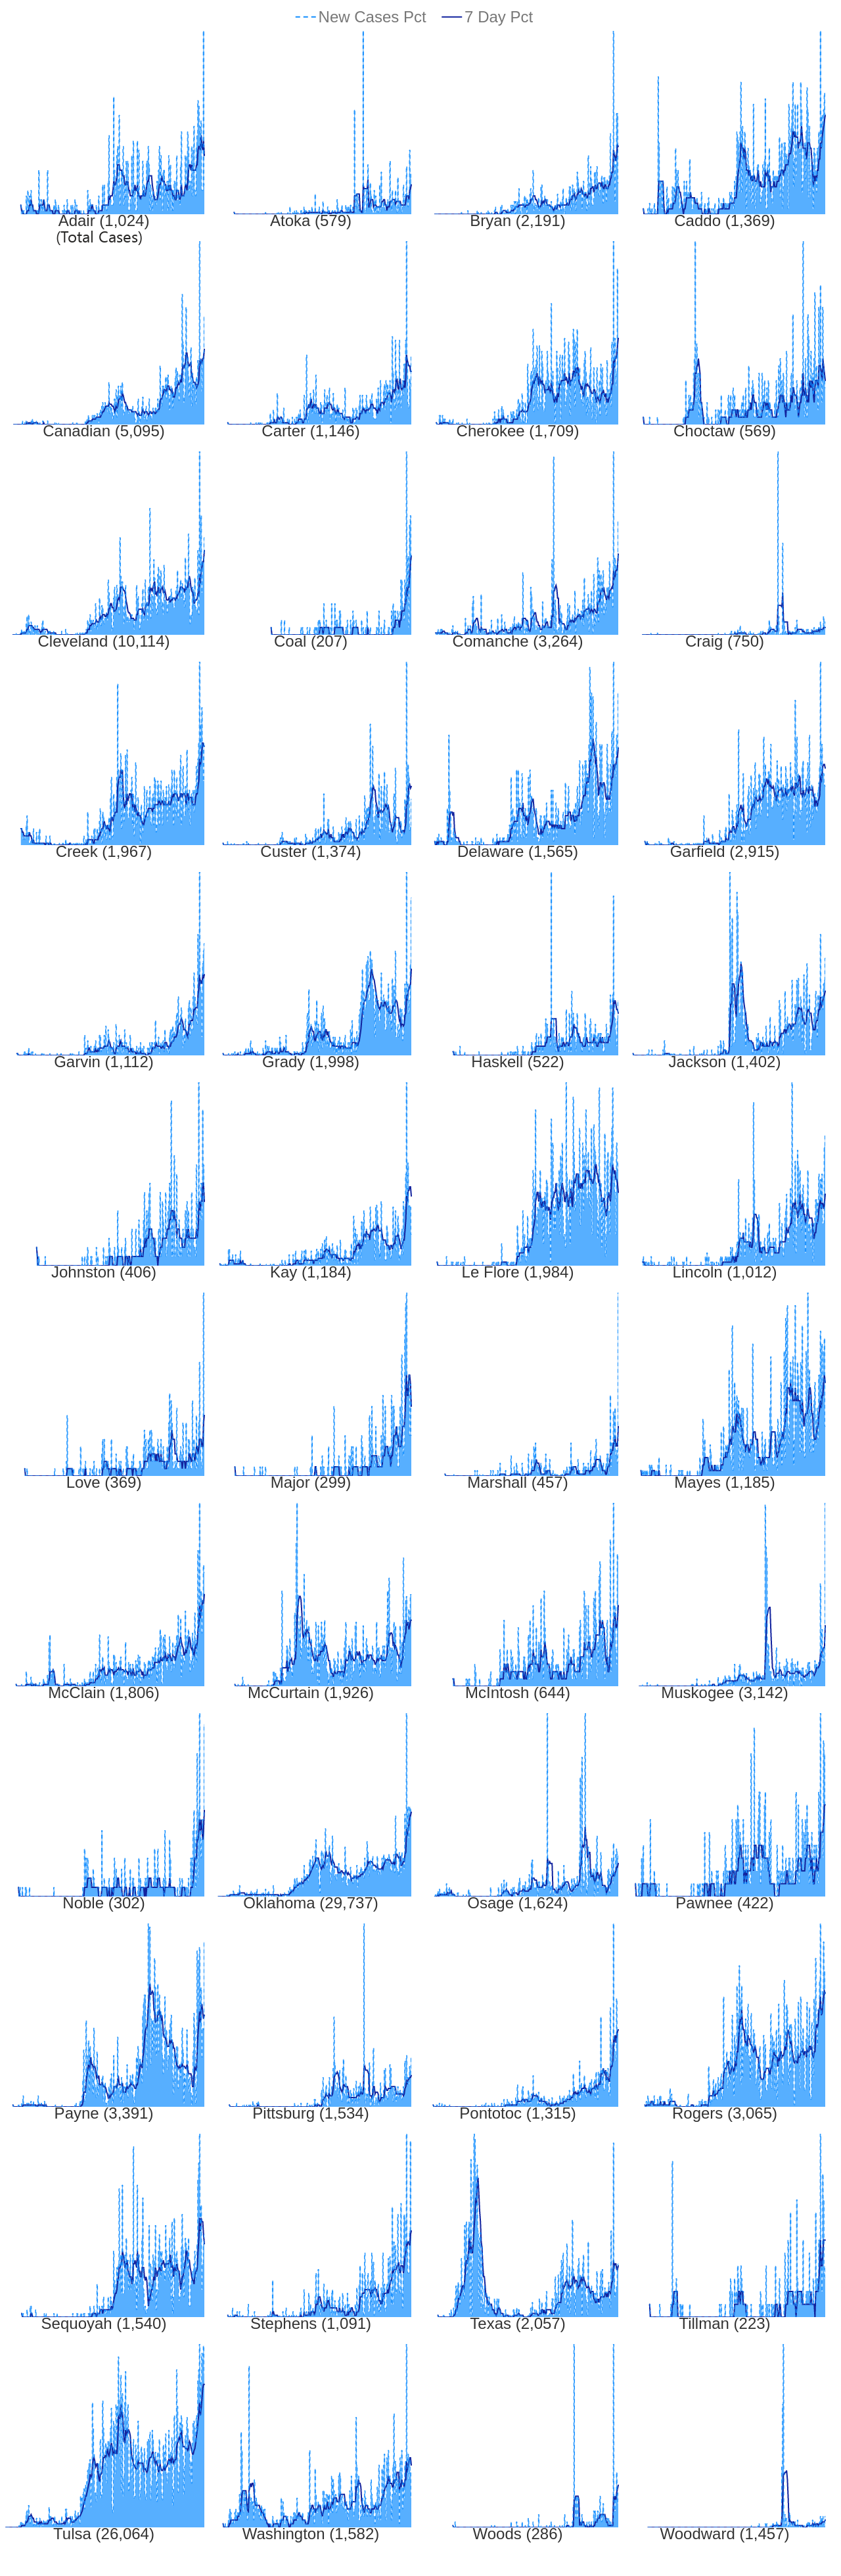 New Cases Pct 7 Day Pct
Adair (1,024) Atoka (579) Bryan (2,191) Caddo (1,369)
(Total Cases)
Canadian (5,095) Carter (1,146) Cherokee (1,709) Choctaw (569)
Cleveland (10,114) Coal (207) Comanche (3,264) Craig (750)
Creek (1,967) Custer (1,374) Delaware (1,565) Garfield (2,915)
Garvin (1,112) Grady (1,998) Haskell (522) Jackson (1,402)
Johnston (406) Kay (1,184) Le Flore (1,984) Lincoln (1,012)
Love (369) Major (299) Marshall (457) Mayes (1,185)
McClain (1,806) McCurtain (1,926) McIntosh (644) Muskogee (3,142)
Noble (302) Oklahoma (29,737) Osage (1,624) Pawnee (422)
Payne (3,391) Pittsburg (1,534) Pontotoc (1,315) Rogers (3,065)
Sequoyah (1,540) Stephens (1,091) Texas (2,057) Tillman (223)
Tulsa (26,064) Washington (1,582) Woods (286) Woodward (1,457)